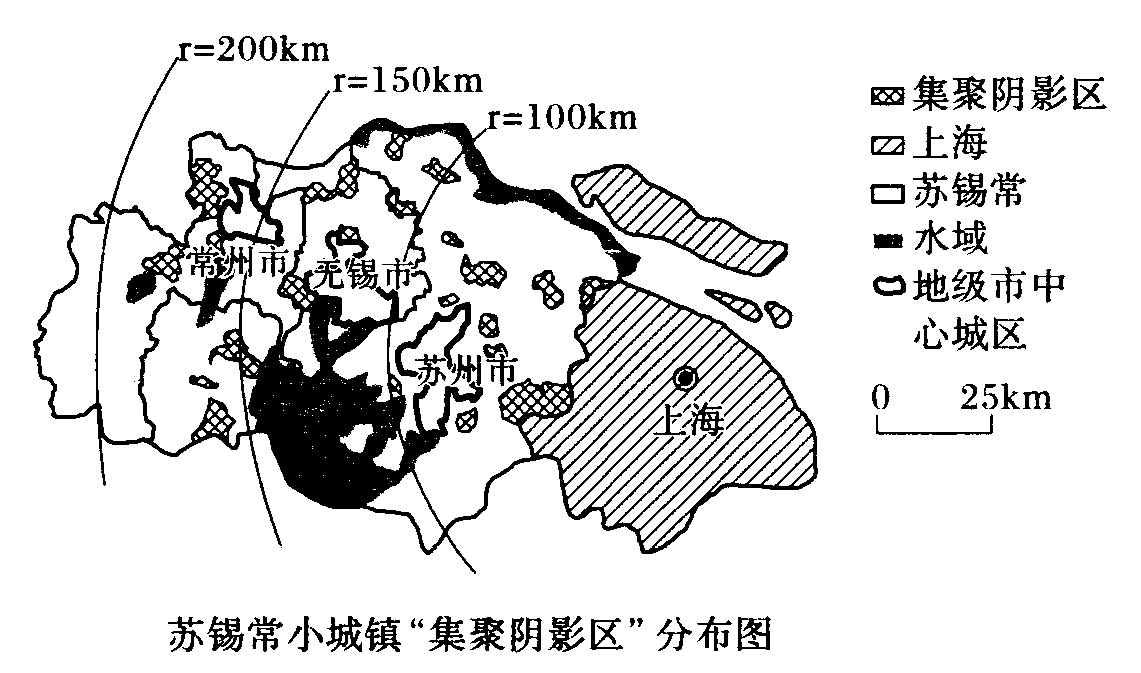 r=200km
r=150km
r=100km
集聚阴影区
上海
苏锡常
水域
地级市中
心城区
0 25km
常州市
无锡市
苏州市
上海
苏锡常小城镇“集聚阴影区”分布图